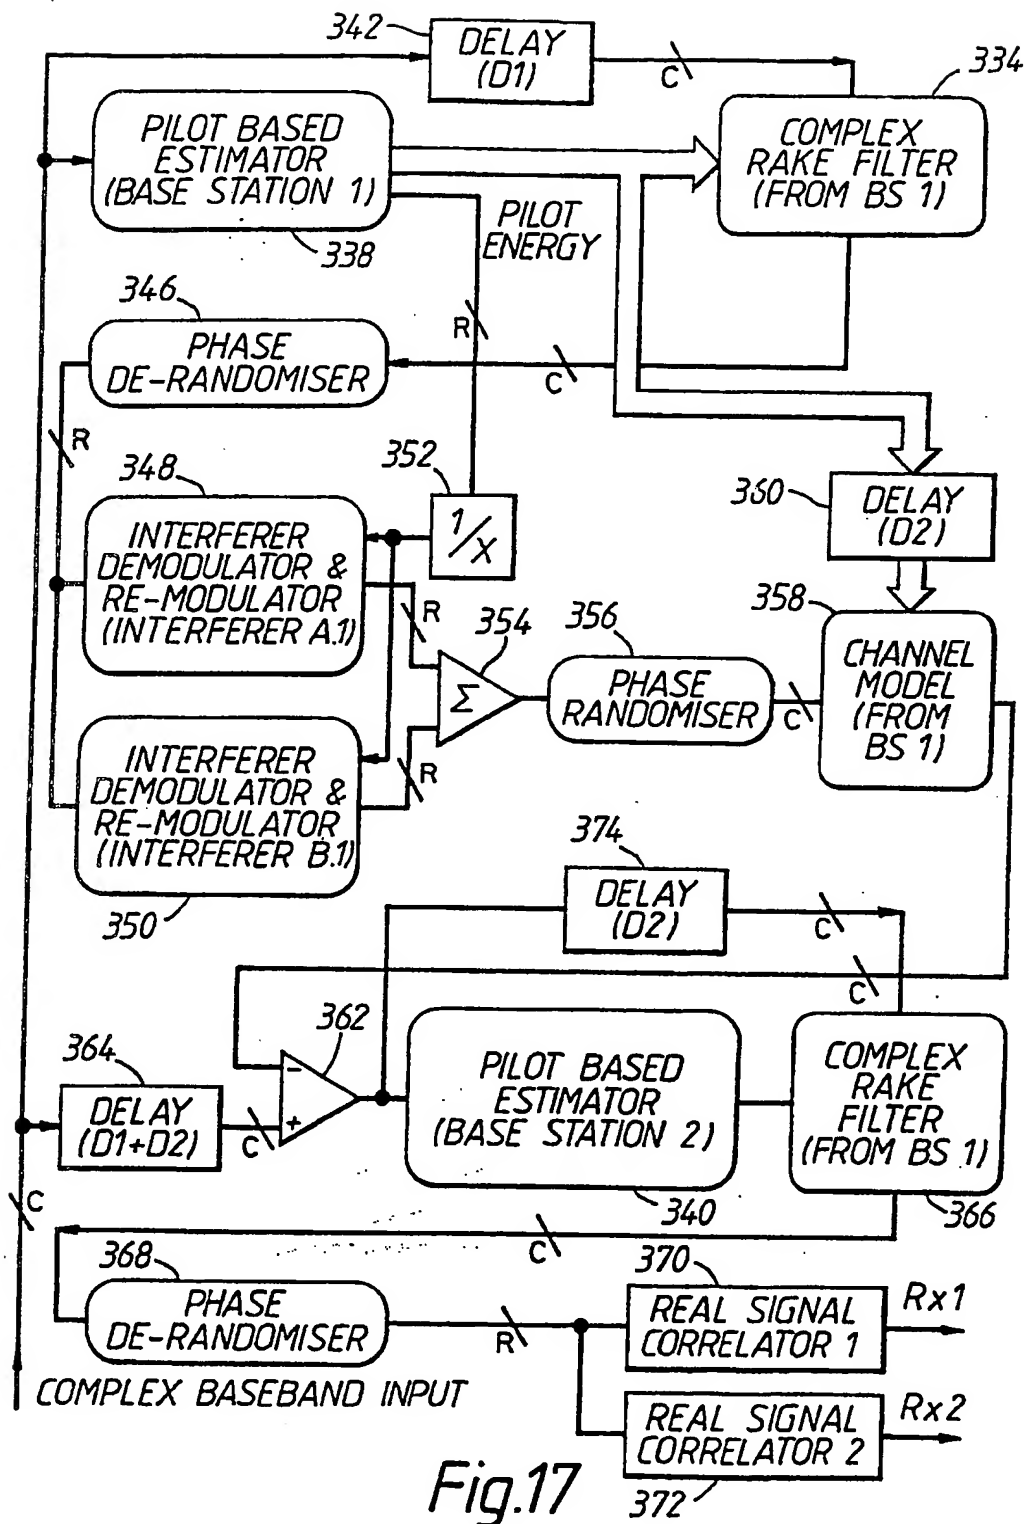 342
DELAY
(D1)
C
334
PILOT BASED
ESTIMATOR
(BASE STATION 1)
338
COMPLEX
RAKE FILTER
(FROM BS 1)
PILOT
ENERGY
346
R
PHASE
DE-RANDOMISER
C
R
348
352
1/X
360
DELAY
(D2)
INTERFERER
DEMODULATOR &
RE-MODULATOR
(INTERFERER A.1)
R
354
Σ
356
PHASE
RANDOMISER
C
358
CHANNEL
MODEL
(FROM
BS 1)
INTERFERER
DEMODULATOR &
RE-MODULATOR
(INTERFERER B.1)
R
350
374
DELAY
(D2)
C
C
362
364
DELAY
(D1+D2)
C
-
+
PILOT BASED
ESTIMATOR
(BASE STATION 2)
340
COMPLEX
RAKE
FILTER
(FROM BS 1)
366
C
C
368
PHASE
DE-RANDOMISER
R
370
REAL SIGNAL
CORRELATOR 1
Rx1
COMPLEX BASEBAND INPUT
REAL SIGNAL
CORRELATOR 2
Rx2
372
Fig.17